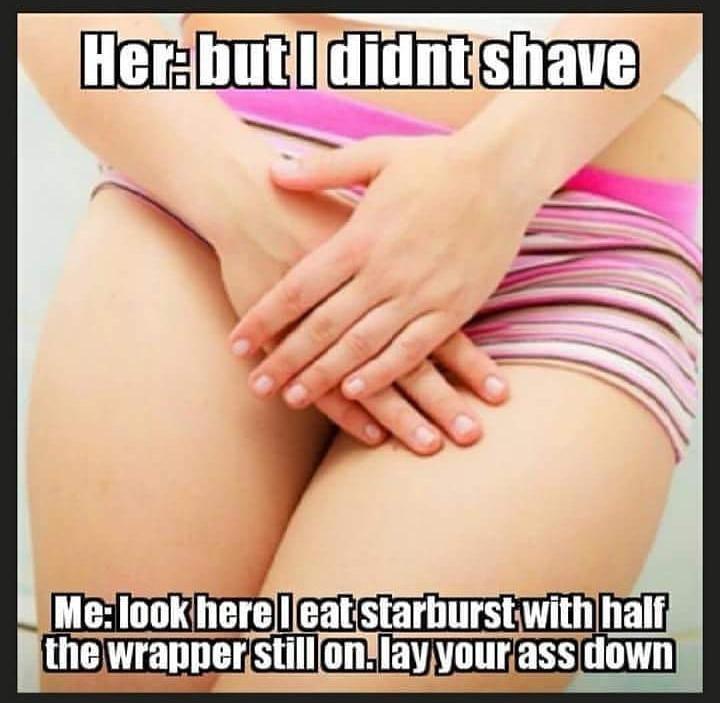 Her: but I didnt shave
Me: look here I eat starburst with half
the wrapper still on. lay your ass down